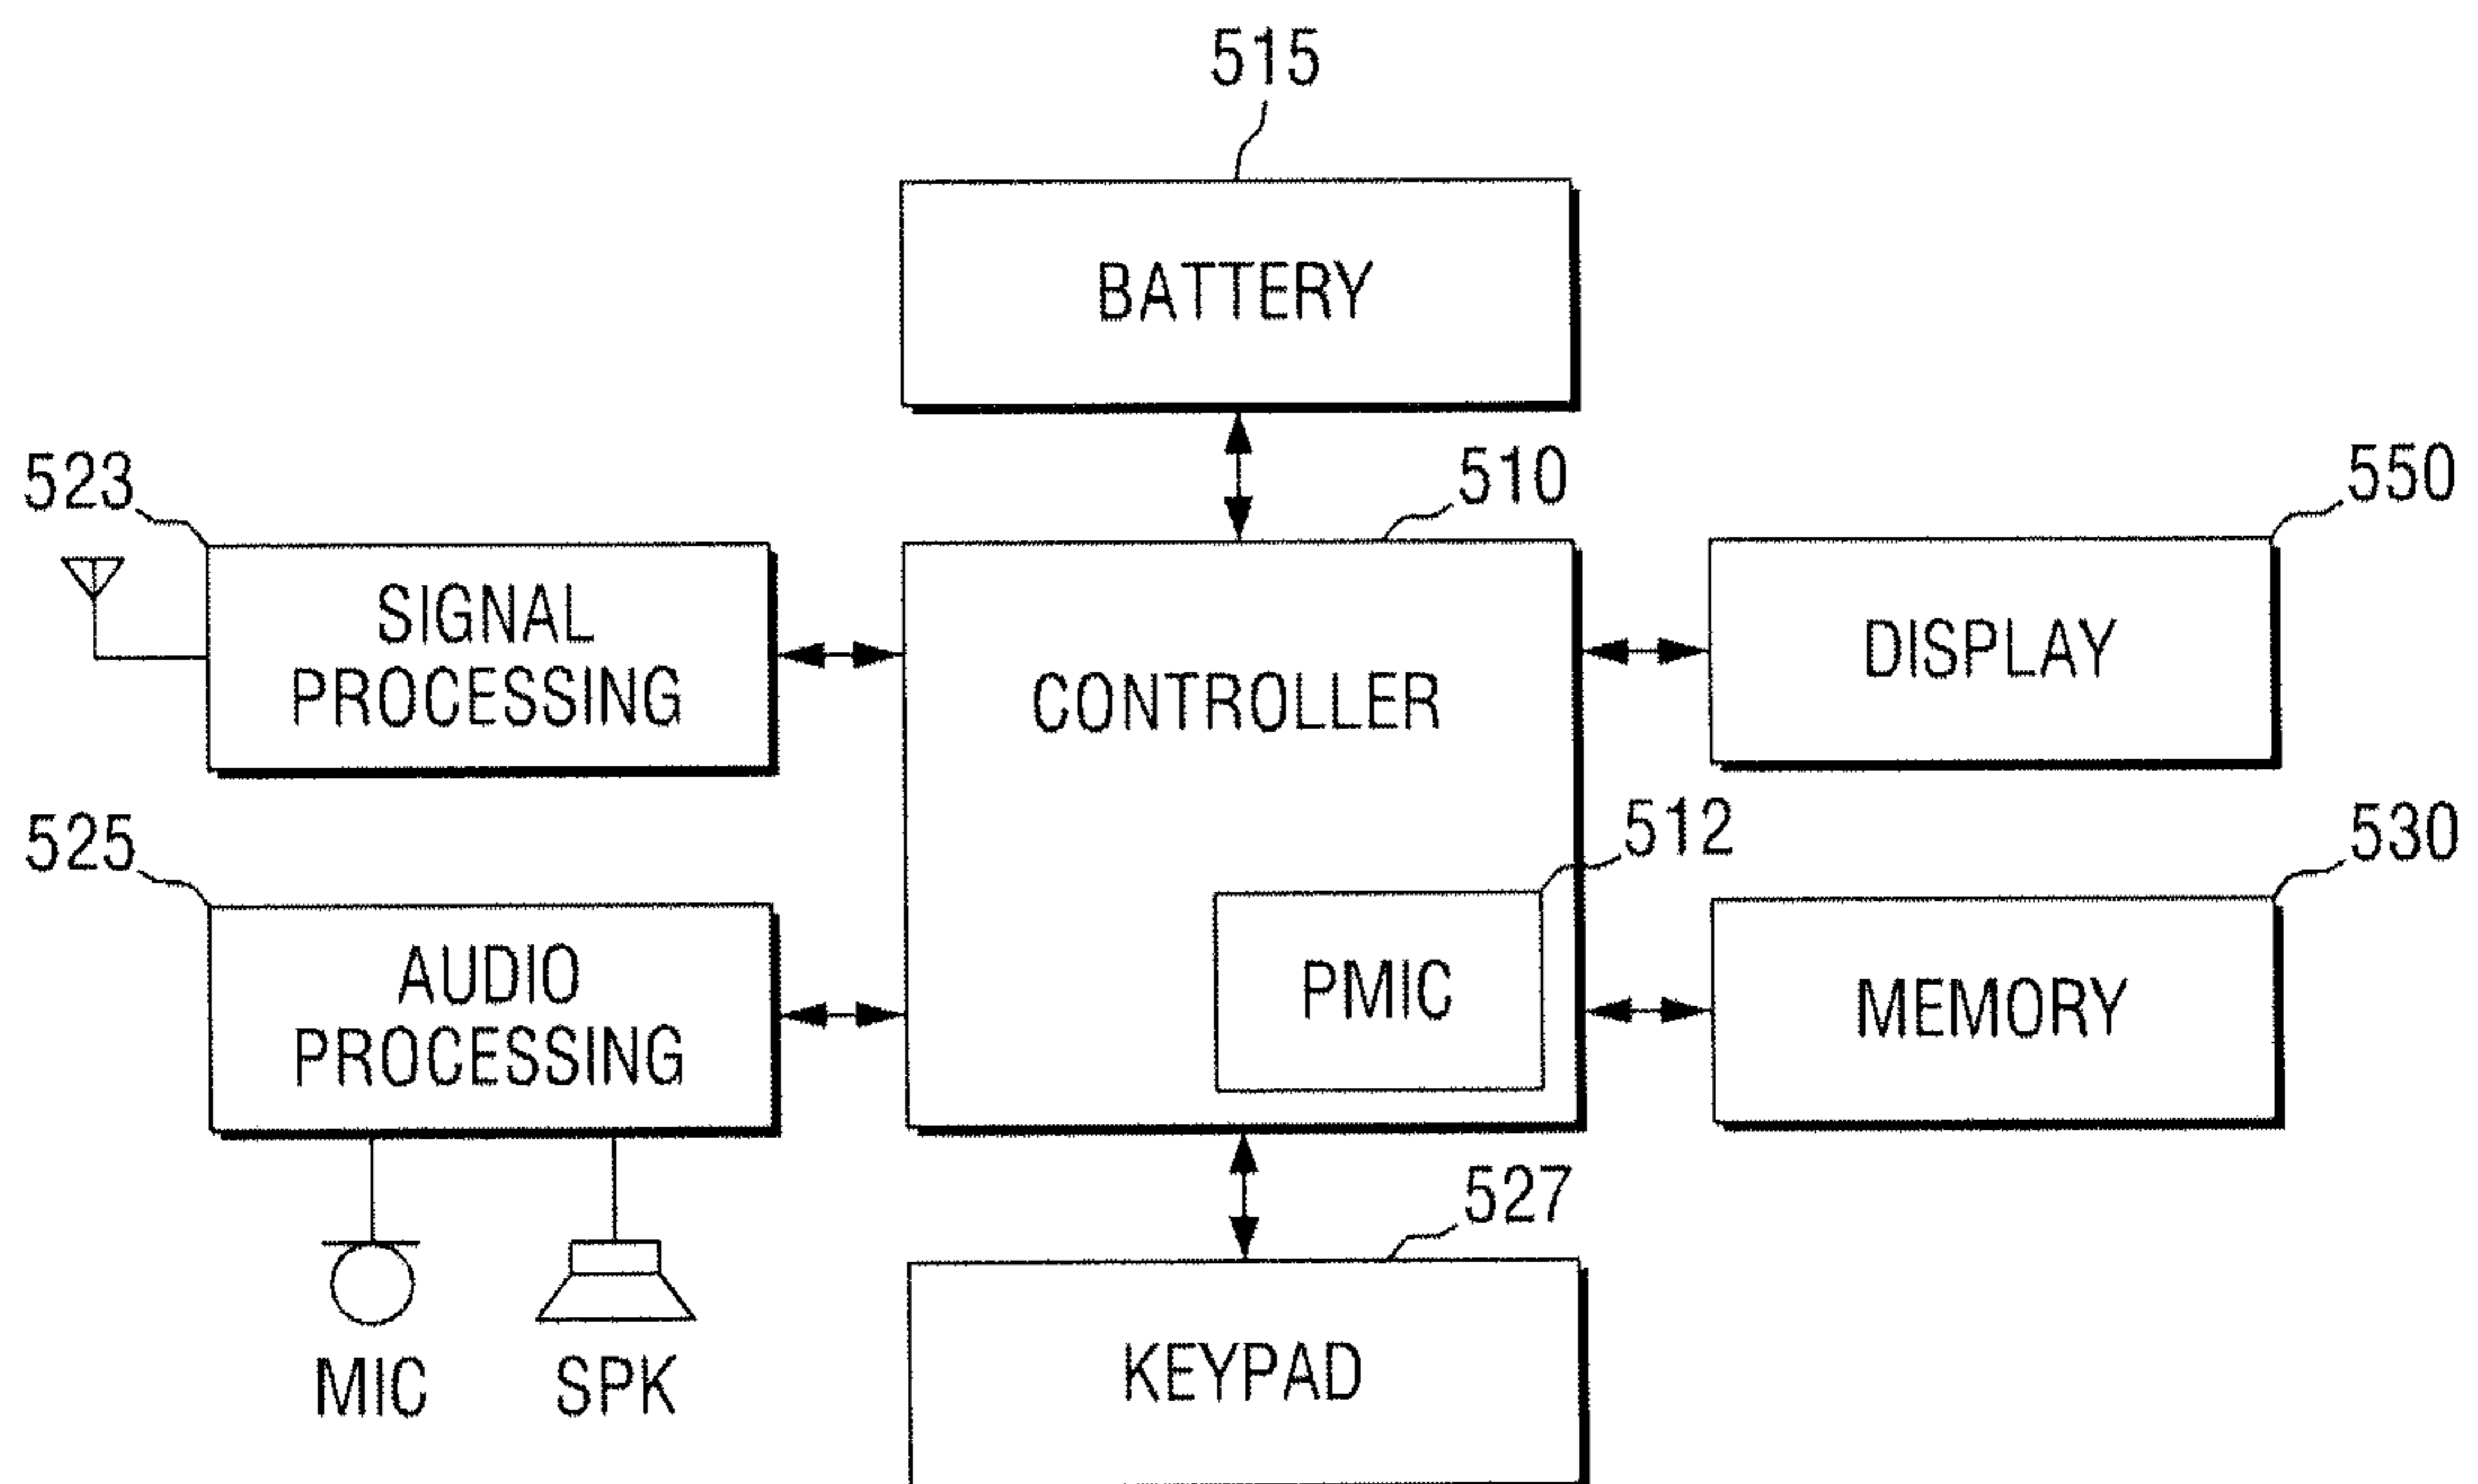 515
BATTERY
523
510
550
SIGNAL
PROCESSING
CONTROLLER
DISPLAY
525
512
530
AUDIO
PROCESSING
PMIC
MEMORY
527
MIC
SPK
KEYPAD